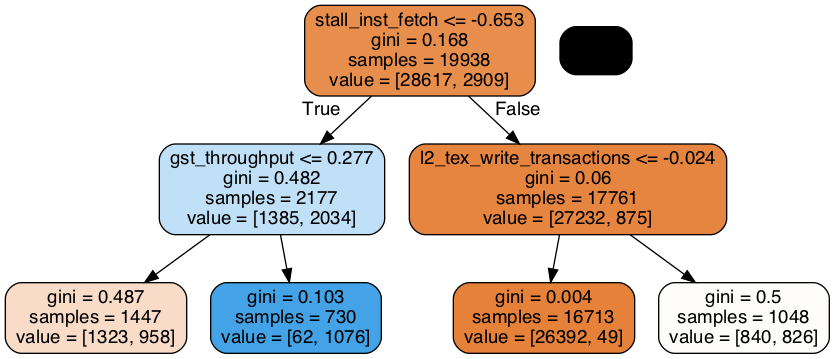 stall_inst_fetch <= -0.653
gini = 0.168
samples = 19938
value = [28617, 2909]
True
False
gst_throughput <= 0.277
gini = 0.482
samples = 2177
value = [1385, 2034]
l2_tex_write_transactions <= -0.024
gini = 0.06
samples = 17761
value = [27232, 875]
gini = 0.487
samples = 1447
value = [1323, 958]
gini = 0.103
samples = 730
value = [62, 1076]
gini = 0.004
samples = 16713
value = [26392, 49]
gini = 0.5
samples = 1048
value = [840, 826]